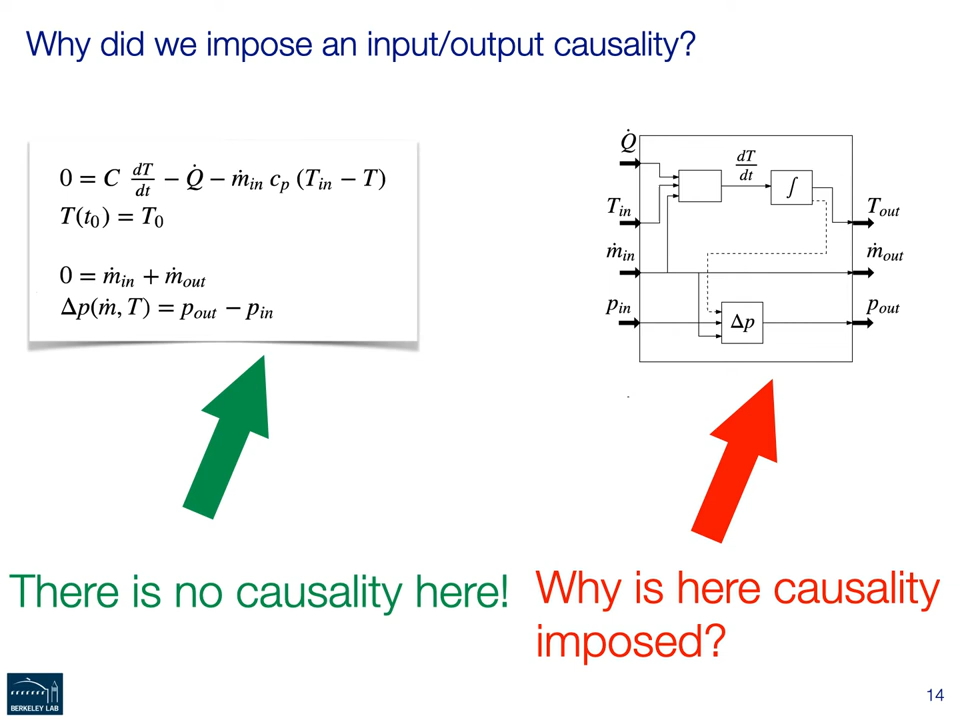 Why did we impose an input/output causality?
0 = C dT/dt − Q̇ − ṁ_in c_p (T_in − T)
T(t_0) = T_0
0 = ṁ_in + ṁ_out
Δp(ṁ, T) = p_out − p_in
Q̇
dT/dt
∫
T_in
T_out
ṁ_in
ṁ_out
p_in
Δp
p_out
There is no causality here!
Why is here causality
imposed?
BERKELEY LAB
14